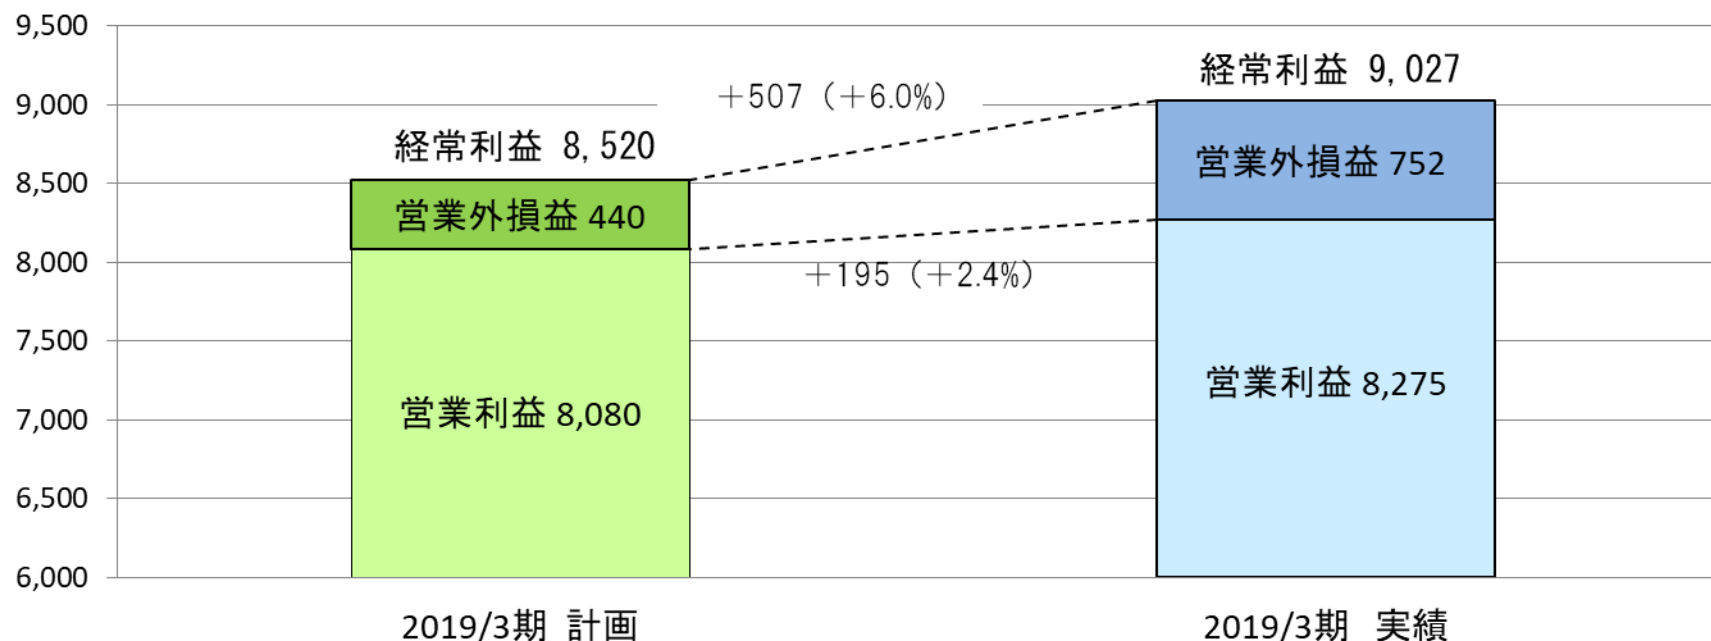 9,500
9,000
8,500
8,000
7,500
7,000
6,500
6,000
経常利益 8,520
営業外損益 440
営業利益 8,080
+507(+6.0%)
+195(+2.4%)
経常利益 9,027
営業外損益 752
営業利益 8,275
2019/3期 計画
2019/3期 実績